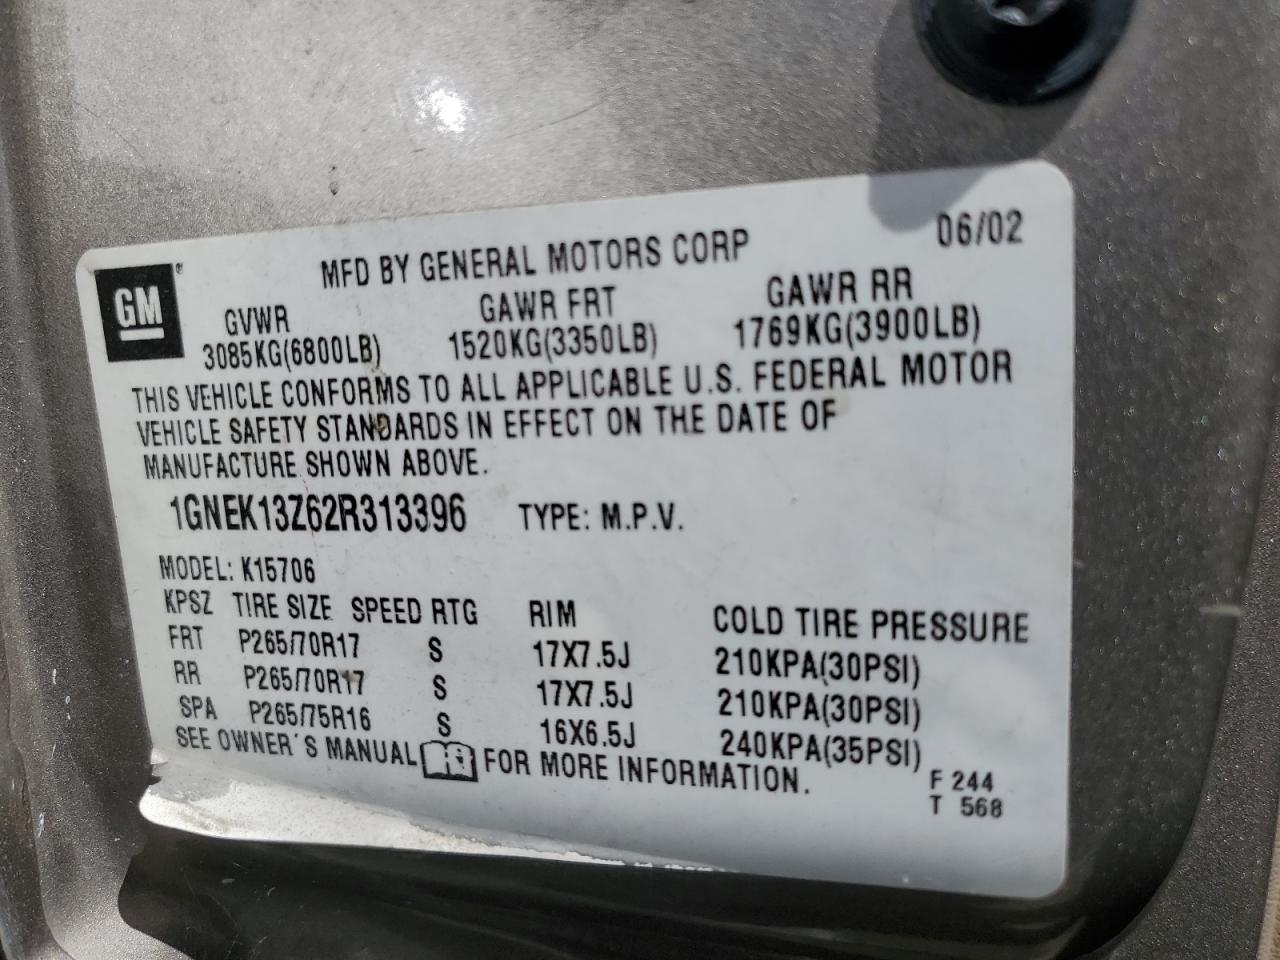 06/02
MFD BY GENERAL MOTORS CORP
GM
GVWR GAWR FRT GAWR RR
3085KG(6800LB) 1520KG(3350LB) 1769KG(3900LB)
THIS VEHICLE CONFORMS TO ALL APPLICABLE U.S. FEDERAL MOTOR
VEHICLE SAFETY STANDARDS IN EFFECT ON THE DATE OF
MANUFACTURE SHOWN ABOVE.
1GNEK13Z62R313396 TYPE: M.P.V.
MODEL: K15706
KPSZ TIRE SIZE SPEED RTG RIM COLD TIRE PRESSURE
FRT P265/70R17 S 17X7.5J 210KPA(30PSI)
RR P265/70R17 S 17X7.5J 210KPA(30PSI)
SPA P265/75R16 S 16X6.5J 240KPA(35PSI)
SEE OWNER'S MANUAL FOR MORE INFORMATION.
F 244
T 568